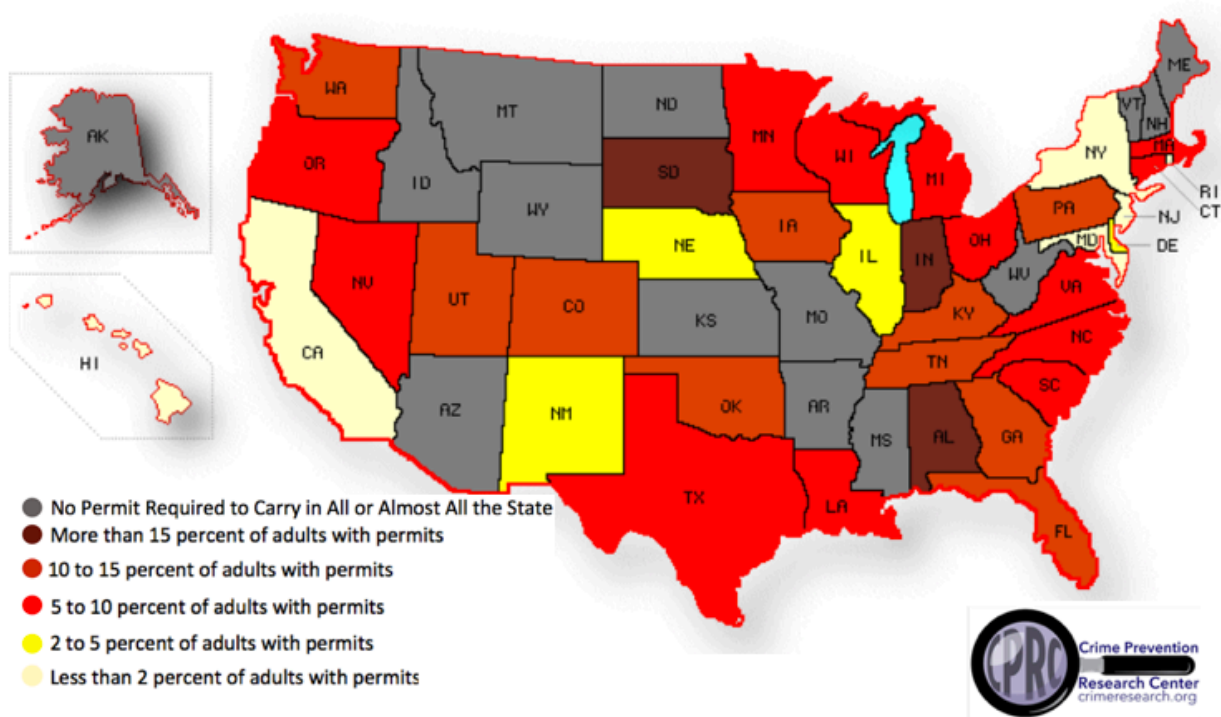 ME
WA
MT
ND
VT
NH
AK
MN
OR
MA
WI
NY
ID
SD
MI
RI
WY
PA
CT
NJ
IA
NE
OH
MD
DE
IL
IN
NV
WV
UT
VA
CO
KY
KS
MO
CA
NC
HI
TN
SC
OK
AR
AZ
NM
MS
AL
GA
TX
LA
FL
No Permit Required to Carry in All or Almost All the State
More than 15 percent of adults with permits
10 to 15 percent of adults with permits
5 to 10 percent of adults with permits
2 to 5 percent of adults with permits
Less than 2 percent of adults with permits
CPRC
Crime Prevention
Research Center
crimeresearch.org